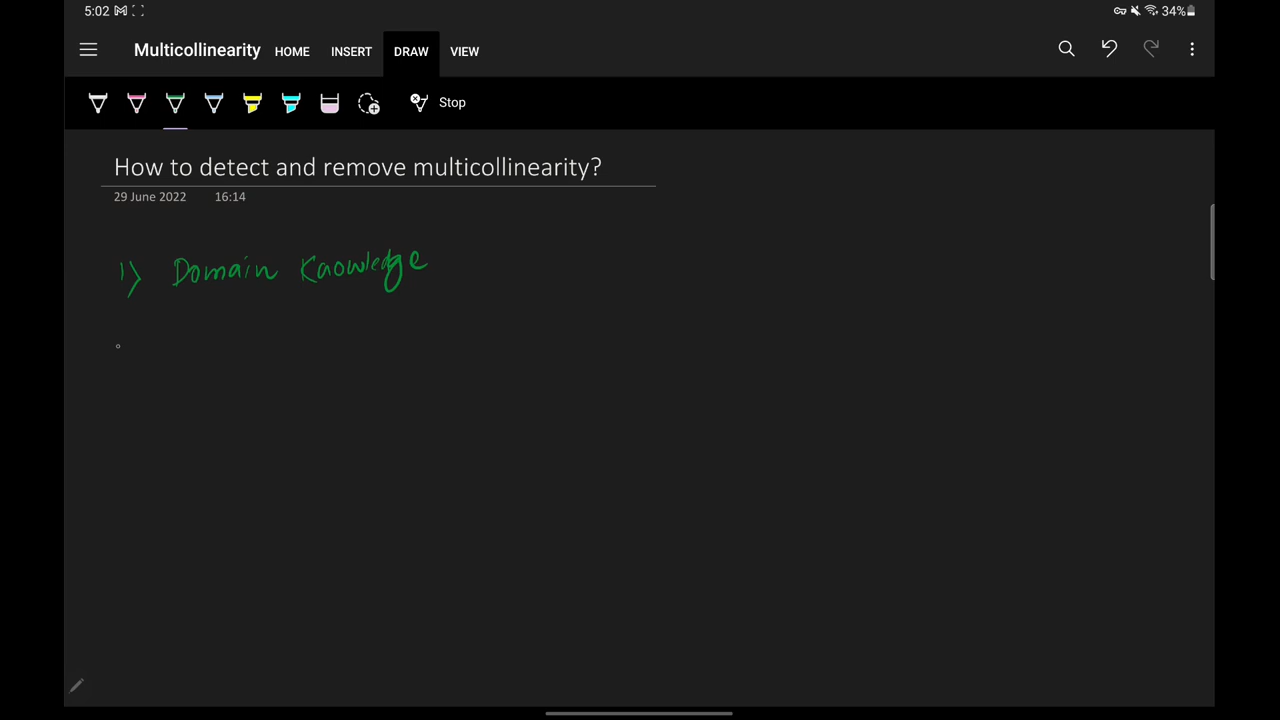 5:02 34%
Multicollinearity HOME INSERT DRAW VIEW
Stop
How to detect and remove multicollinearity?
29 June 2022 16:14
1) Domain Knowledge